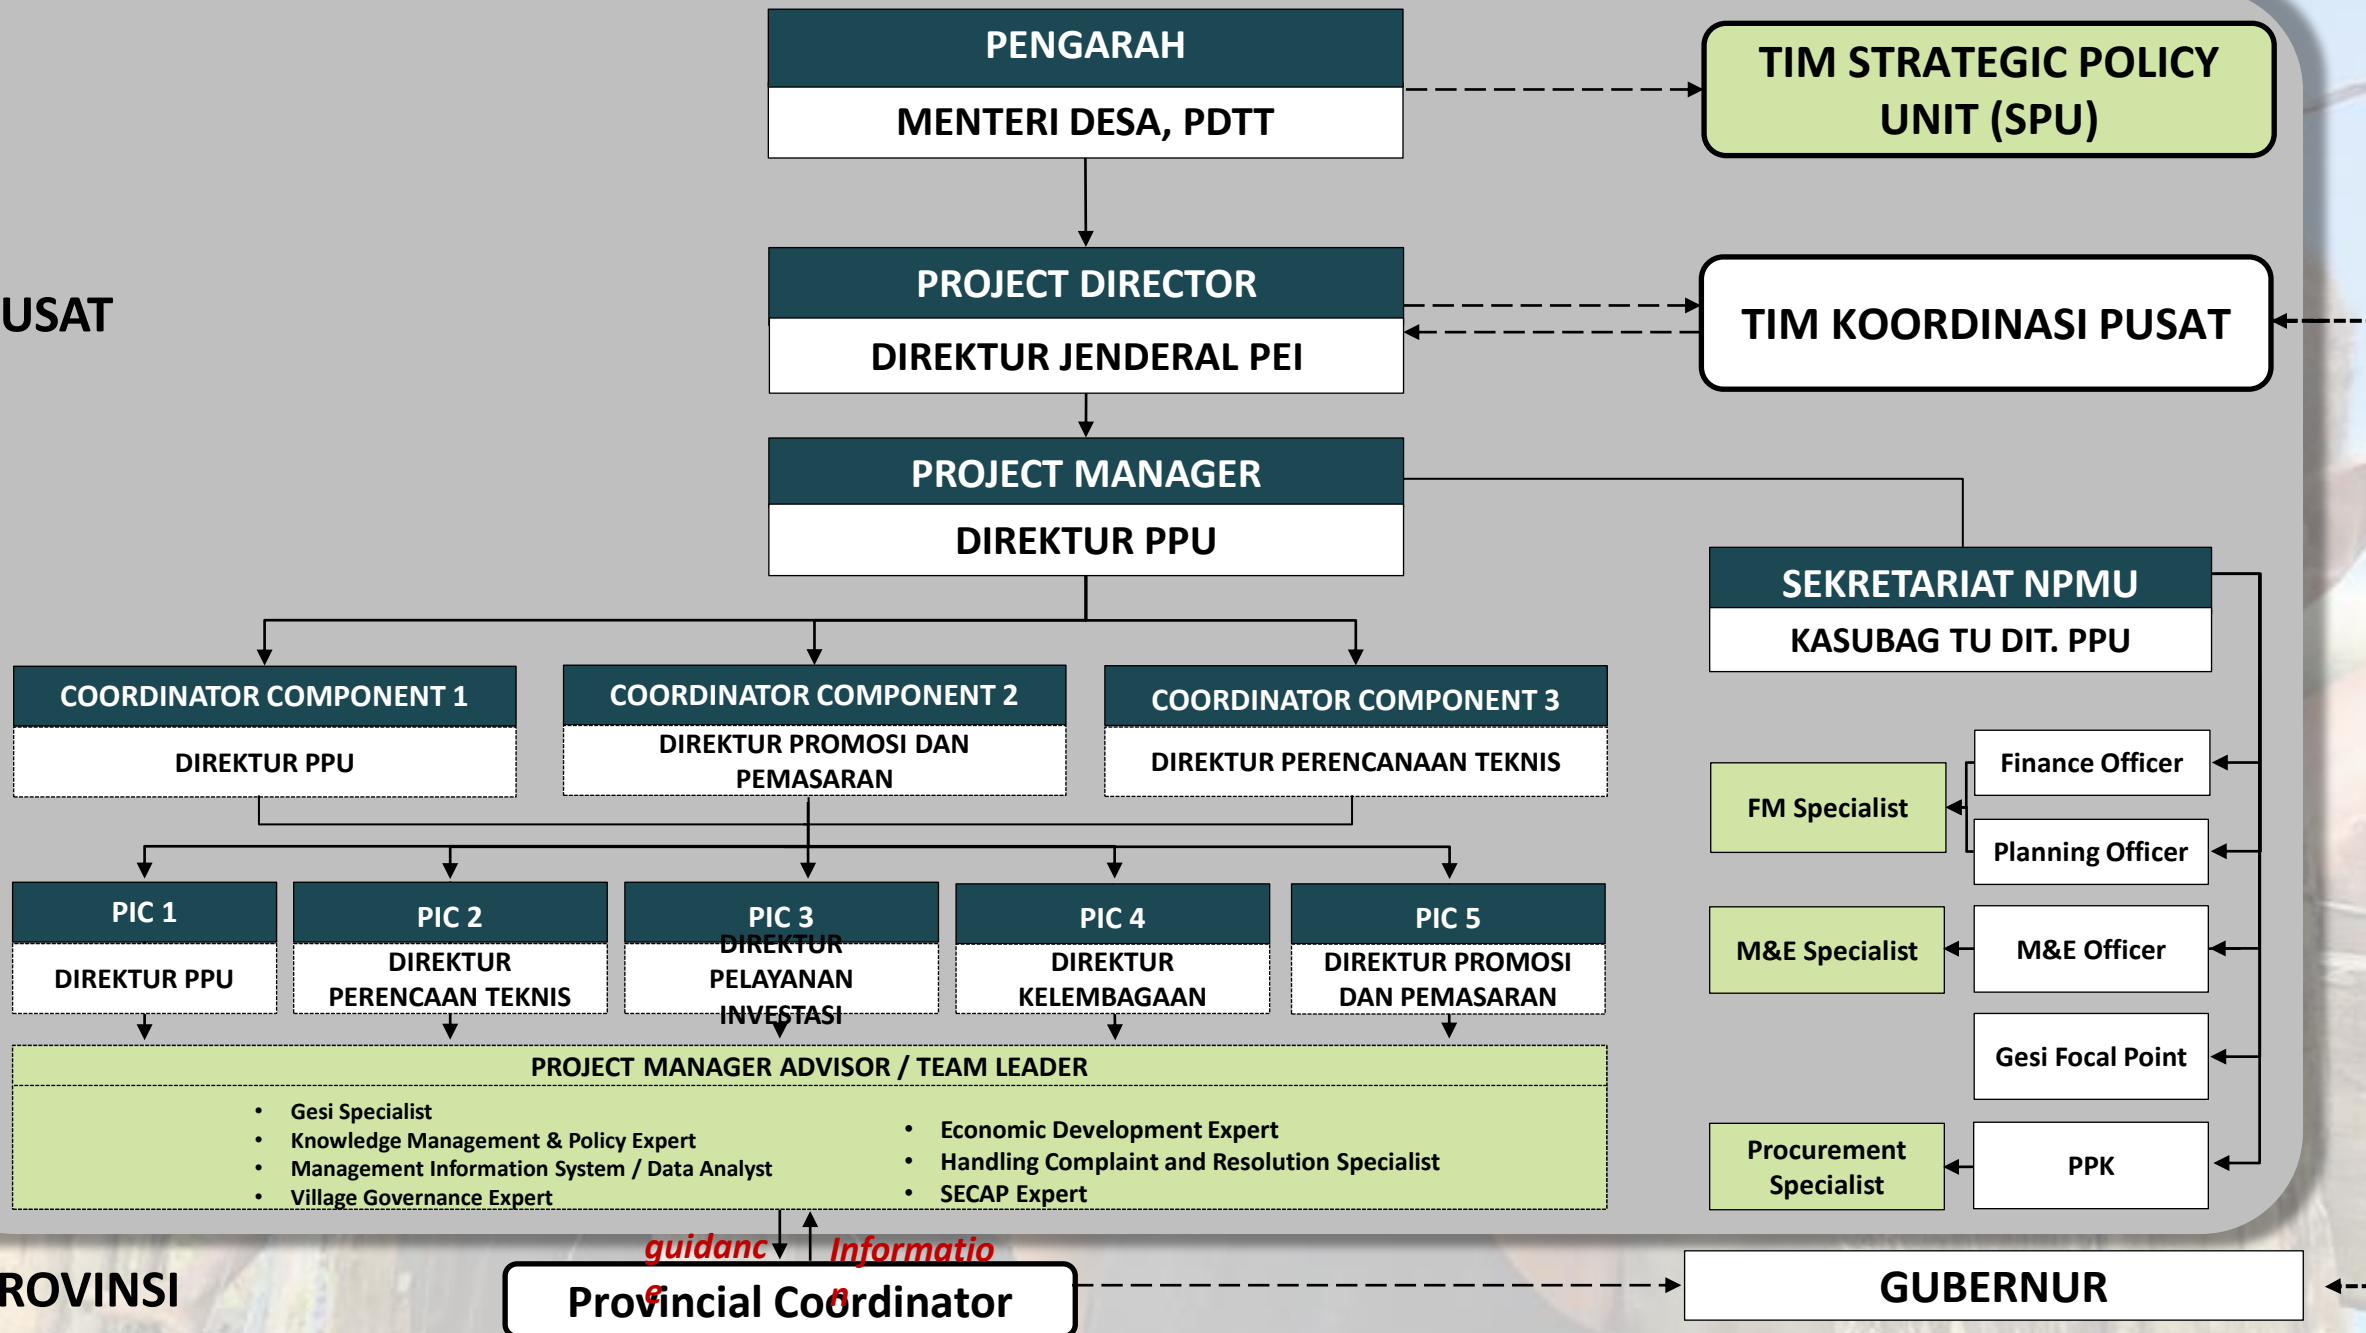 PENGARAH
MENTERI DESA, PDTT
TIM STRATEGIC POLICY
UNIT (SPU)
USAT
PROJECT DIRECTOR
DIREKTUR JENDERAL PEI
TIM KOORDINASI PUSAT
PROJECT MANAGER
DIREKTUR PPU
SEKRETARIAT NPMU
KASUBAG TU DIT. PPU
COORDINATOR COMPONENT 1
DIREKTUR PPU
COORDINATOR COMPONENT 2
DIREKTUR PROMOSI DAN
PEMASARAN
COORDINATOR COMPONENT 3
DIREKTUR PERENCANAAN TEKNIS
Finance Officer
FM Specialist
Planning Officer
M&E Specialist
M&E Officer
Gesi Focal Point
Procurement
Specialist
PPK
PIC 1
DIREKTUR PPU
PIC 2
DIREKTUR
PERENCAAN TEKNIS
PIC 3
DIREKTUR
PELAYANAN
INVESTASI
PIC 4
DIREKTUR
KELEMBAGAAN
PIC 5
DIREKTUR PROMOSI
DAN PEMASARAN
PROJECT MANAGER ADVISOR / TEAM LEADER
• Gesi Specialist
• Knowledge Management & Policy Expert
• Management Information System / Data Analyst
• Village Governance Expert
• Economic Development Expert
• Handling Complaint and Resolution Specialist
• SECAP Expert
guidanc
e
Informatio
n
ROVINSI
Provincial Coordinator
GUBERNUR